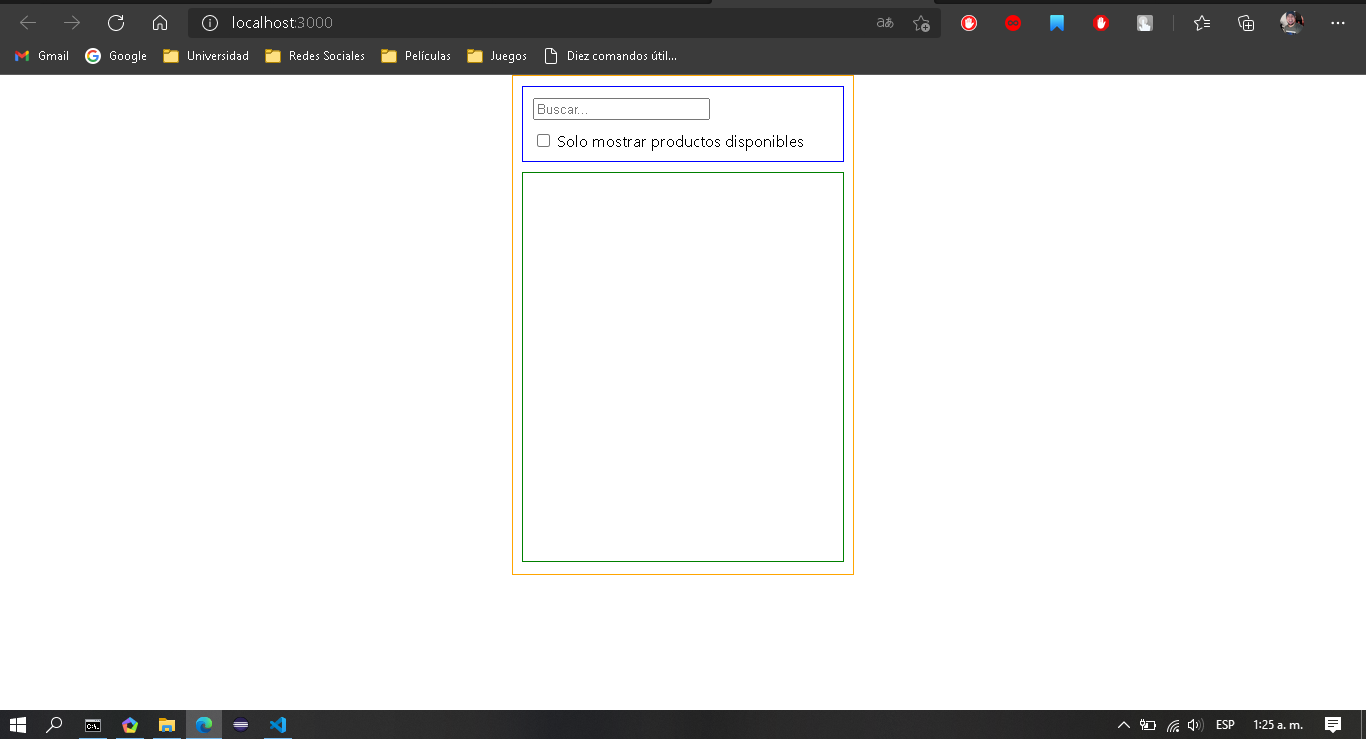 localhost:3000
Gmail Google Universidad Redes Sociales Películas Juegos Diez comandos útil...
Buscar...
Solo mostrar productos disponibles
ESP 1:25 a. m.